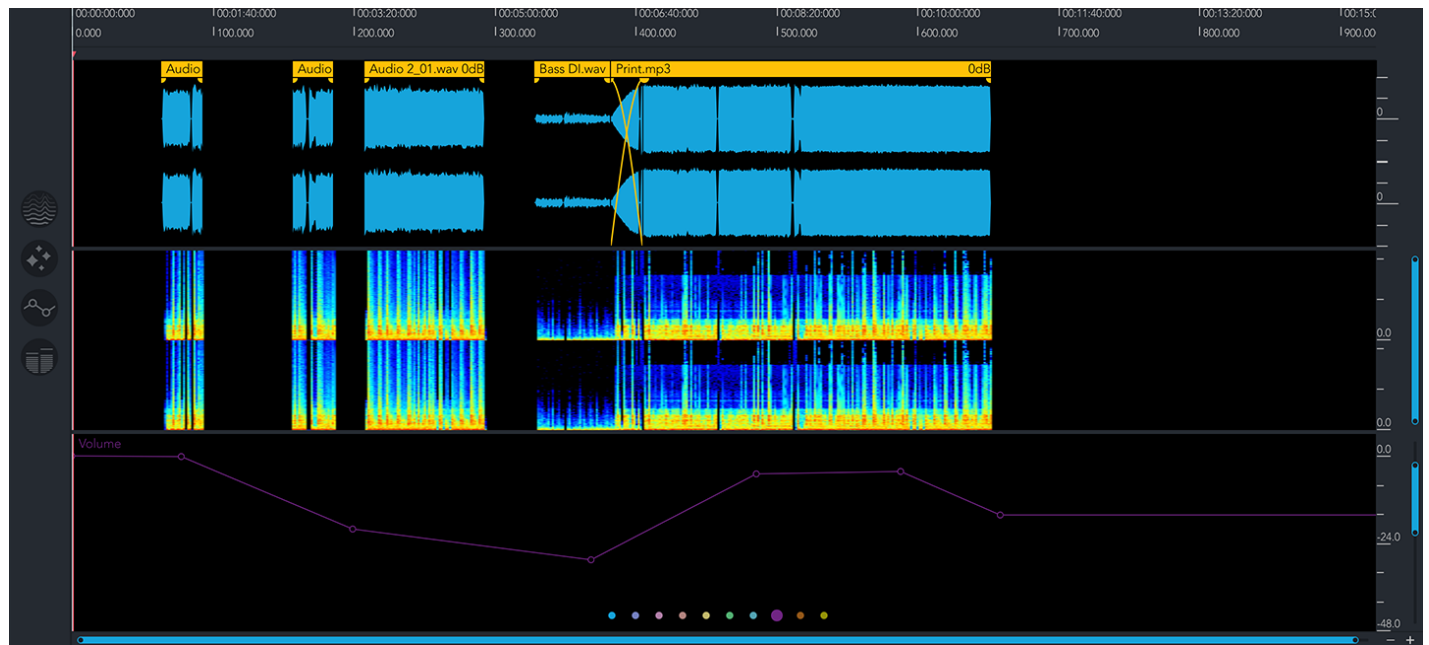 00:00:00:000 00:01:40:000 00:03:20:000 00:05:00:000 00:06:40:000 00:08:20:000 00:10:00:000 00:11:40:000 00:13:20:000 00:15:0
0.000 100.000 200.000 300.000 400.000 500.000 600.000 700.000 800.000 900.00
Audio Audio Audio 2_01.wav 0dB Bass DI.wav Print.mp3 0dB
0
0
0.0
0.0
Volume 0.0
-24.0
-48.0